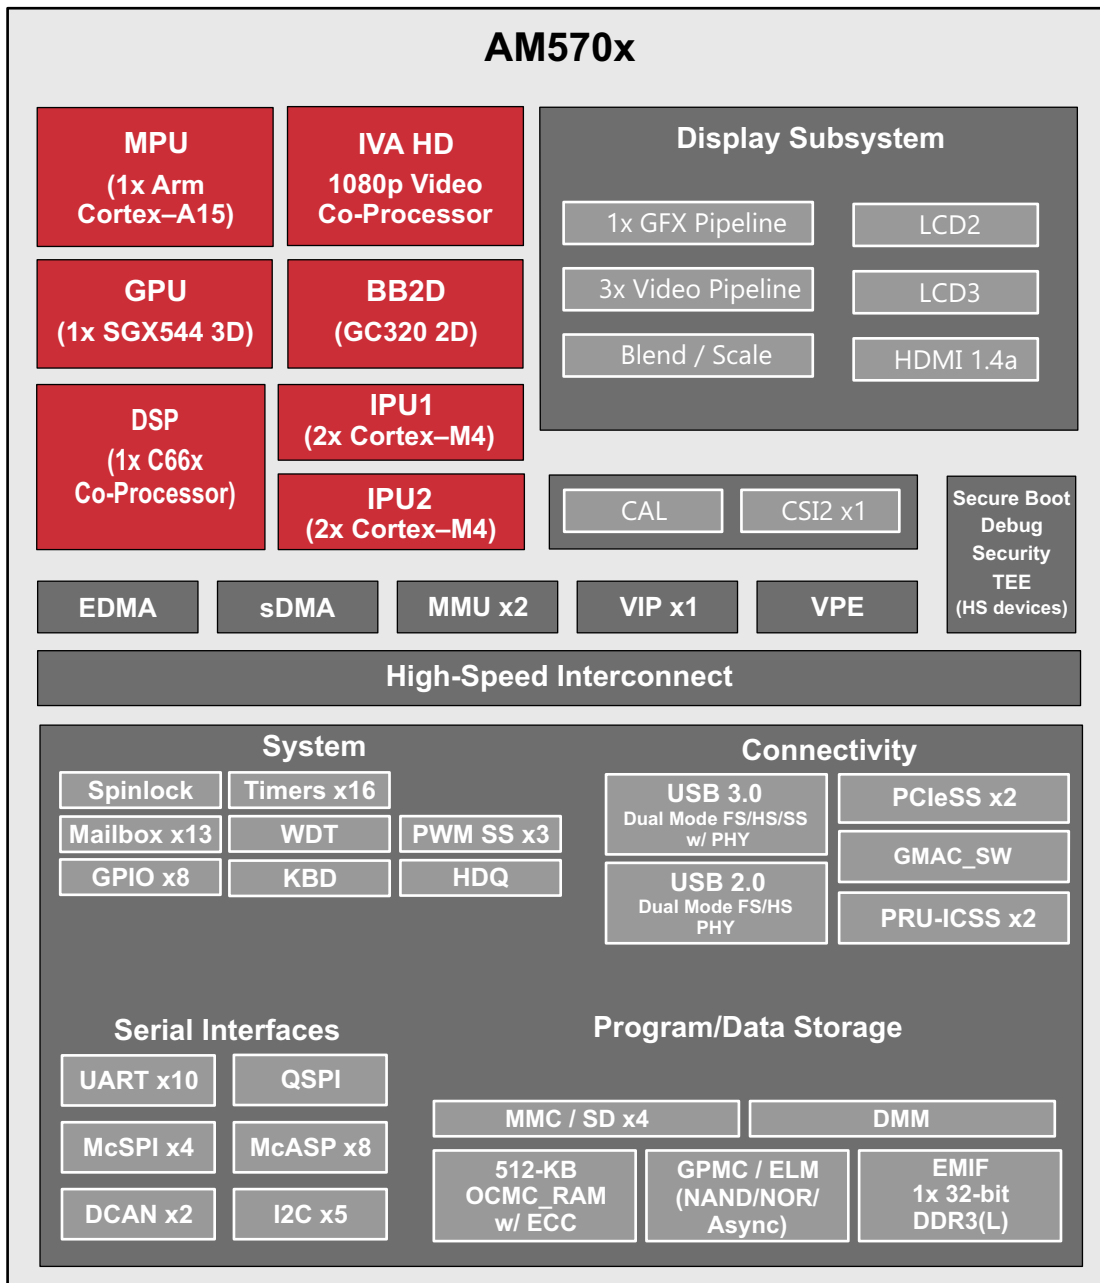 AM570x
MPU
(1x Arm
Cortex–A15)
IVA HD
1080p Video
Co-Processor
GPU
(1x SGX544 3D)
BB2D
(GC320 2D)
DSP
(1x C66x
Co-Processor)
IPU1
(2x Cortex–M4)
IPU2
(2x Cortex–M4)
Display Subsystem
1x GFX Pipeline
LCD2
3x Video Pipeline
LCD3
Blend / Scale
HDMI 1.4a
CAL
CSI2 x1
Secure Boot
Debug
Security
TEE
(HS devices)
EDMA
sDMA
MMU x2
VIP x1
VPE
High-Speed Interconnect
System
Spinlock
Timers x16
Mailbox x13
WDT
PWM SS x3
GPIO x8
KBD
HDQ
Connectivity
USB 3.0
Dual Mode FS/HS/SS
w/ PHY
USB 2.0
Dual Mode FS/HS
PHY
PCIeSS x2
GMAC_SW
PRU-ICSS x2
Serial Interfaces
UART x10
QSPI
McSPI x4
McASP x8
DCAN x2
I2C x5
Program/Data Storage
MMC / SD x4
DMM
512-KB
OCMC_RAM
w/ ECC
GPMC / ELM
(NAND/NOR/
Async)
EMIF
1x 32-bit
DDR3(L)